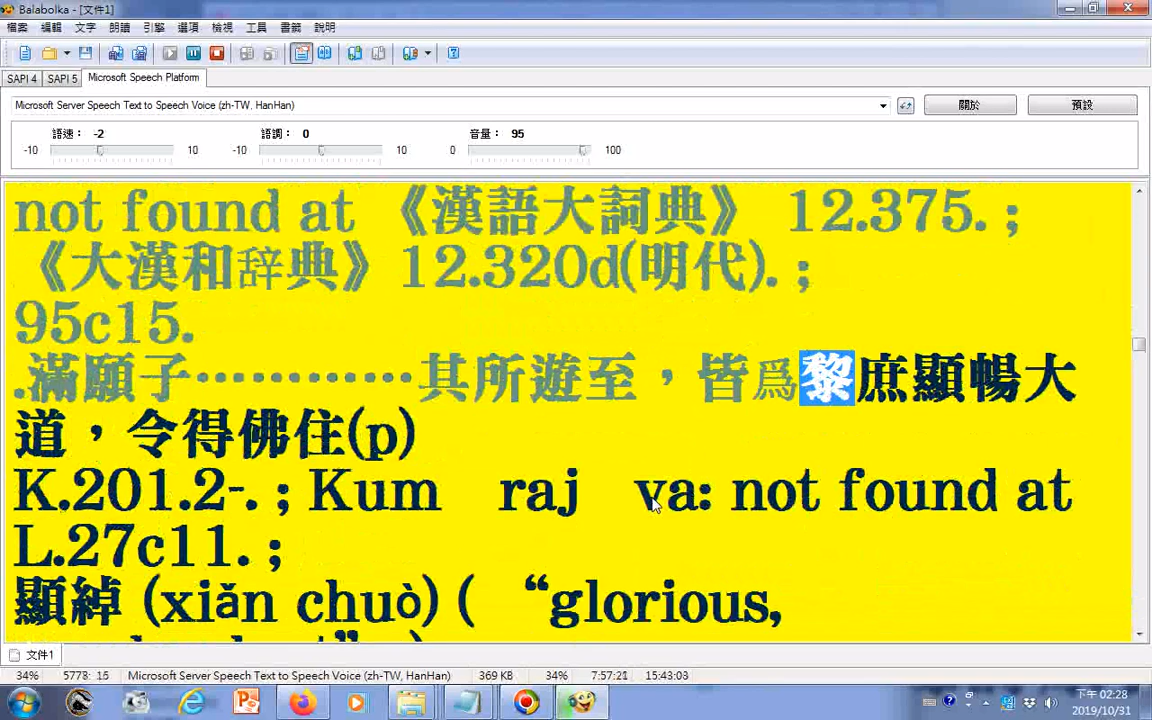 Balabolka - [文件1]
檔案 編輯 文字 朗讀 引擎 選項 檢視 工具 書籤 說明
SAPI 4 SAPI 5 Microsoft Speech Platform
Microsoft Server Speech Text to Speech Voice (zh-TW, HanHan) 關於 預設
語速： -2 語調： 0 音量： 95
-10 10 -10 10 0 100
not found at 《漢語大詞典》 12.375. ;
《大漢和辞典》 12.320d(明代). ;
95c15.
.滿願子…………其所遊至，皆爲黎庶顯暢大
道，令得佛住(p)
K.201.2-. ; Kum raj va: not found at
L.27c11. ;
顯綽 (xiǎn chuò) ( “glorious,
文件1
34% 5778: 15 Microsoft Server Speech Text to Speech Voice (zh-TW, HanHan) 369 KB 34% 7:57:21 15:43:03
下午 02:28
2019/10/31